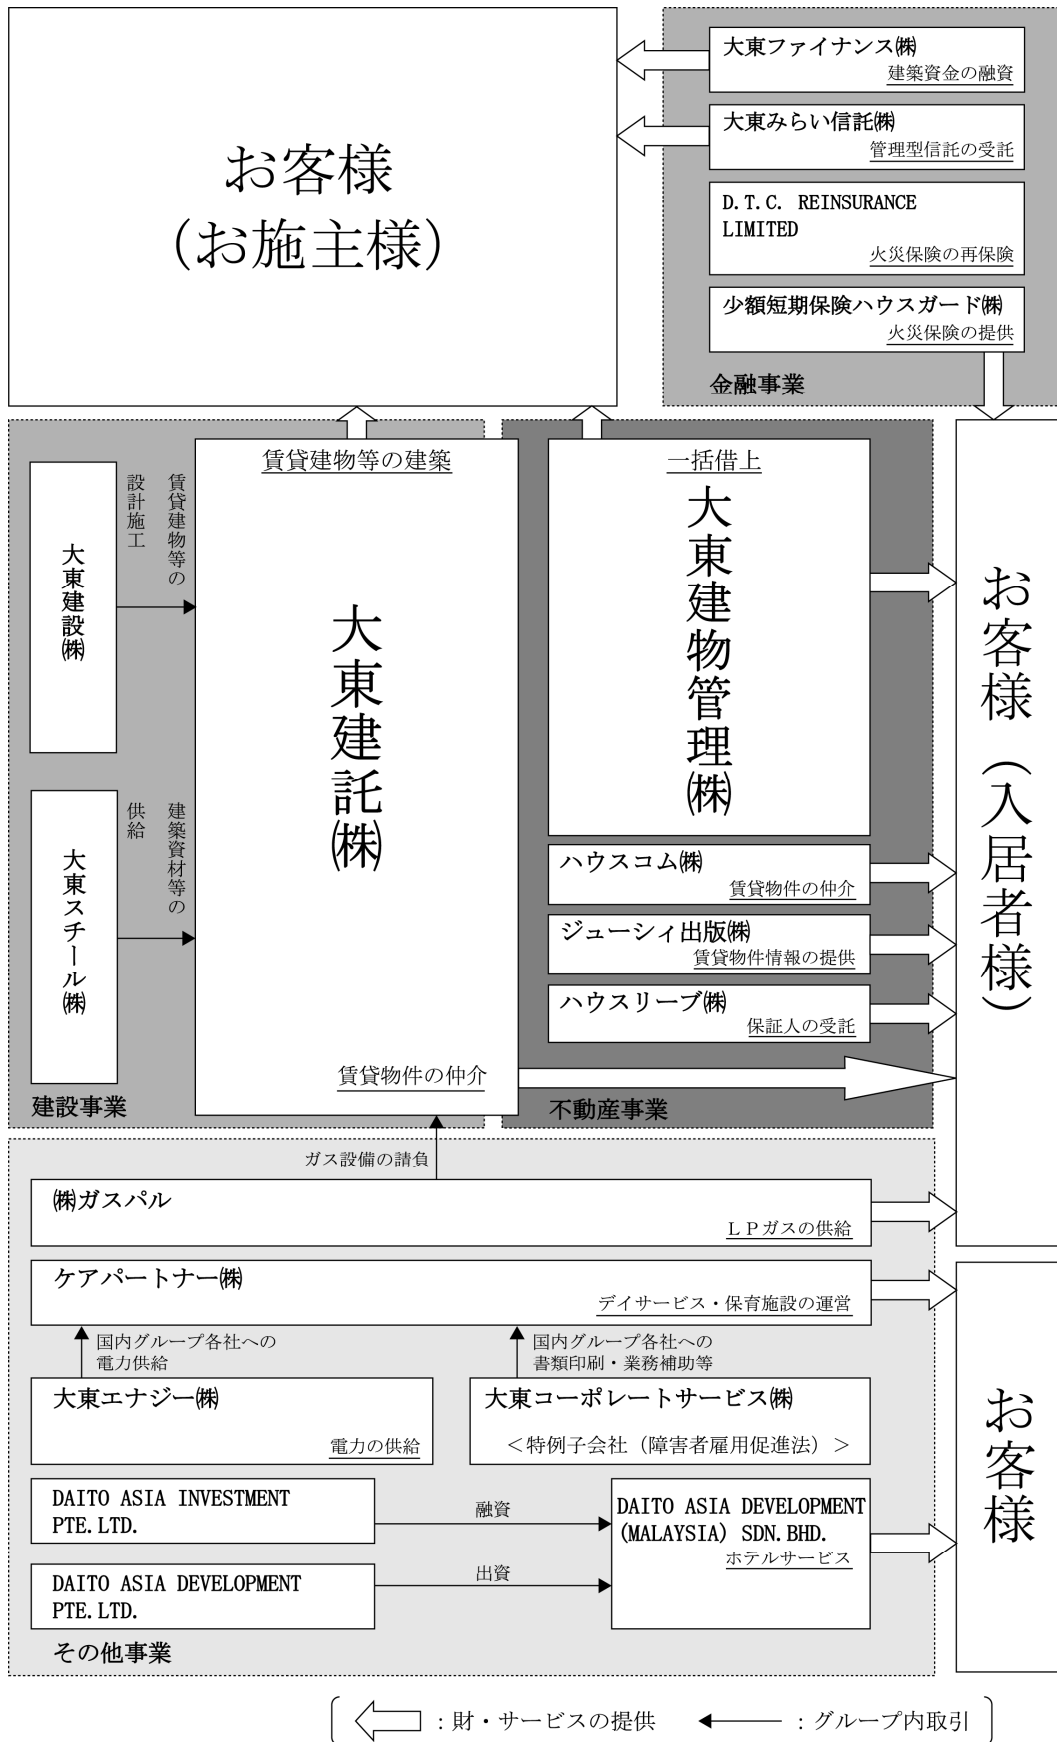 お客様
（お施主様）
大東ファイナンス㈱
建築資金の融資
大東みらい信託㈱
管理型信託の受託
D.T.C. REINSURANCE
LIMITED
火災保険の再保険
少額短期保険ハウスガード㈱
火災保険の提供
金融事業
賃貸建物等の建築
大東建託㈱
賃貸物件の仲介
大東建設㈱
賃貸建物等の
設計施工
大東スチール㈱
建築資材等の
供給
建設事業
一括借上
大東建物管理㈱
ハウスコム㈱
賃貸物件の仲介
ジューシィ出版㈱
賃貸物件情報の提供
ハウスリーブ㈱
保証人の受託
不動産事業
お客様（入居者様）
ガス設備の請負
㈱ガスパル
ＬＰガスの供給
ケアパートナー㈱
デイサービス・保育施設の運営
国内グループ各社への
電力供給
国内グループ各社への
書類印刷・業務補助等
大東エナジー㈱
電力の供給
大東コーポレートサービス㈱
＜特例子会社（障害者雇用促進法）＞
DAITO ASIA INVESTMENT
PTE.LTD.
融資
DAITO ASIA DEVELOPMENT
(MALAYSIA) SDN.BHD.
ホテルサービス
DAITO ASIA DEVELOPMENT
PTE.LTD.
出資
その他事業
お客様
：財・サービスの提供
：グループ内取引